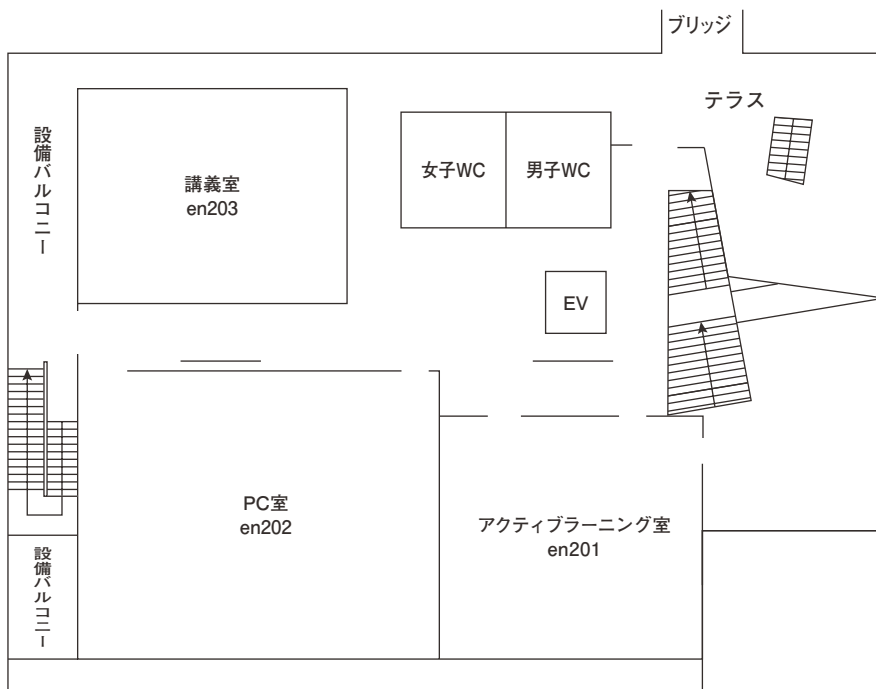 ブリッジ
テラス
設備バルコニー
講義室
en203
女子WC
男子WC
EV
PC室
en202
アクティブラーニング室
en201
設備バルコニー